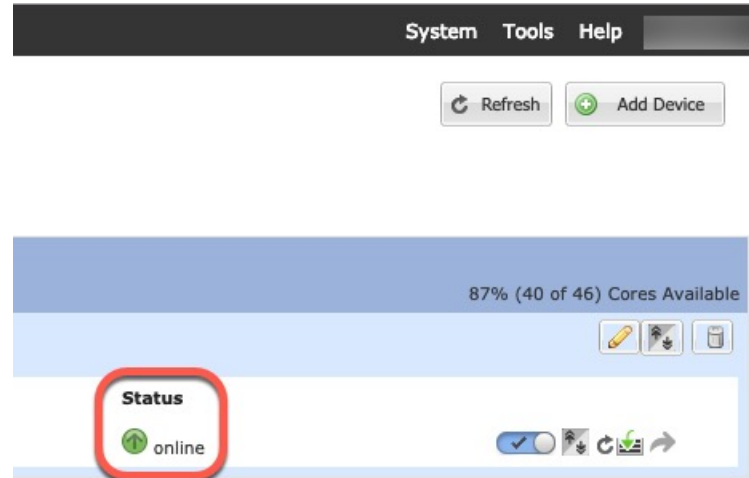 System Tools Help
Refresh Add Device
87% (40 of 46) Cores Available
Status
online